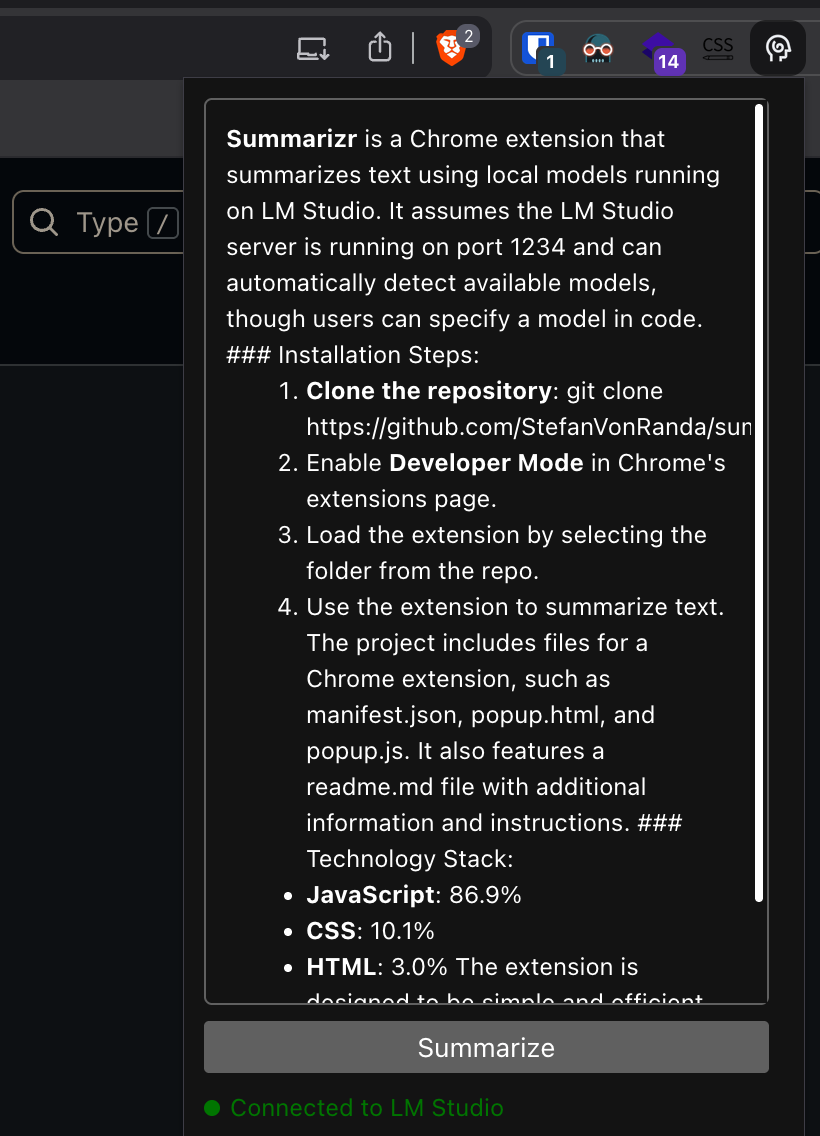 2
1
14
CSS
Type /
Summarizr is a Chrome extension that
summarizes text using local models running
on LM Studio. It assumes the LM Studio
server is running on port 1234 and can
automatically detect available models,
though users can specify a model in code.
### Installation Steps:
1. Clone the repository: git clone
https://github.com/StefanVonRanda/sum
2. Enable Developer Mode in Chrome's
extensions page.
3. Load the extension by selecting the
folder from the repo.
4. Use the extension to summarize text.
The project includes files for a
Chrome extension, such as
manifest.json, popup.html, and
popup.js. It also features a
readme.md file with additional
information and instructions. ###
Technology Stack:
• JavaScript: 86.9%
• CSS: 10.1%
• HTML: 3.0% The extension is
designed to be simple and efficient
Summarize
Connected to LM Studio